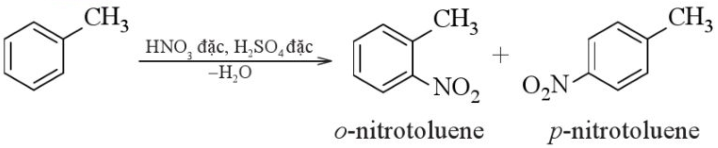 CH₃
HNO₃ đặc, H₂SO₄ đặc
–H₂O
CH₃
NO₂
+
O₂N
CH₃
o-nitrotoluene
p-nitrotoluene